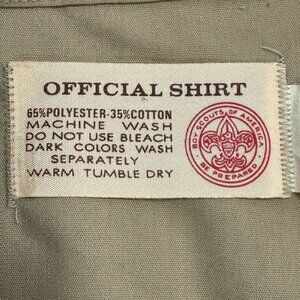 OFFICIAL SHIRT
65%POLYESTER-35%COTTON
MACHINE WASH
DO NOT USE BLEACH
DARK COLORS WASH
SEPARATELY
WARM TUMBLE DRY
BOY SCOUTS OF AMERICA
BE PREPARED